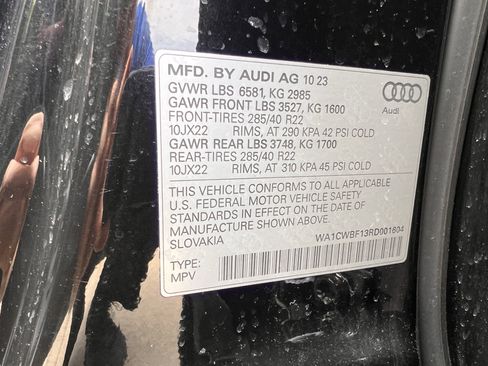 MFD. BY AUDI AG 10 23
GVWR LBS 6581, KG 2985
GAWR FRONT LBS 3527, KG 1600
FRONT-TIRES 285/40 R22
10JX22 RIMS, AT 290 KPA 42 PSI COLD
GAWR REAR LBS 3748, KG 1700
REAR-TIRES 285/40 R22
10JX22 RIMS, AT 310 KPA 45 PSI COLD
Audi
THIS VEHICLE CONFORMS TO ALL APPLICABLE
U.S. FEDERAL MOTOR VEHICLE SAFETY
STANDARDS IN EFFECT ON THE DATE OF
MANUFACTURE SHOWN ABOVE.
SLOVAKIA
WA1CWBF13RD001604
TYPE:
MPV